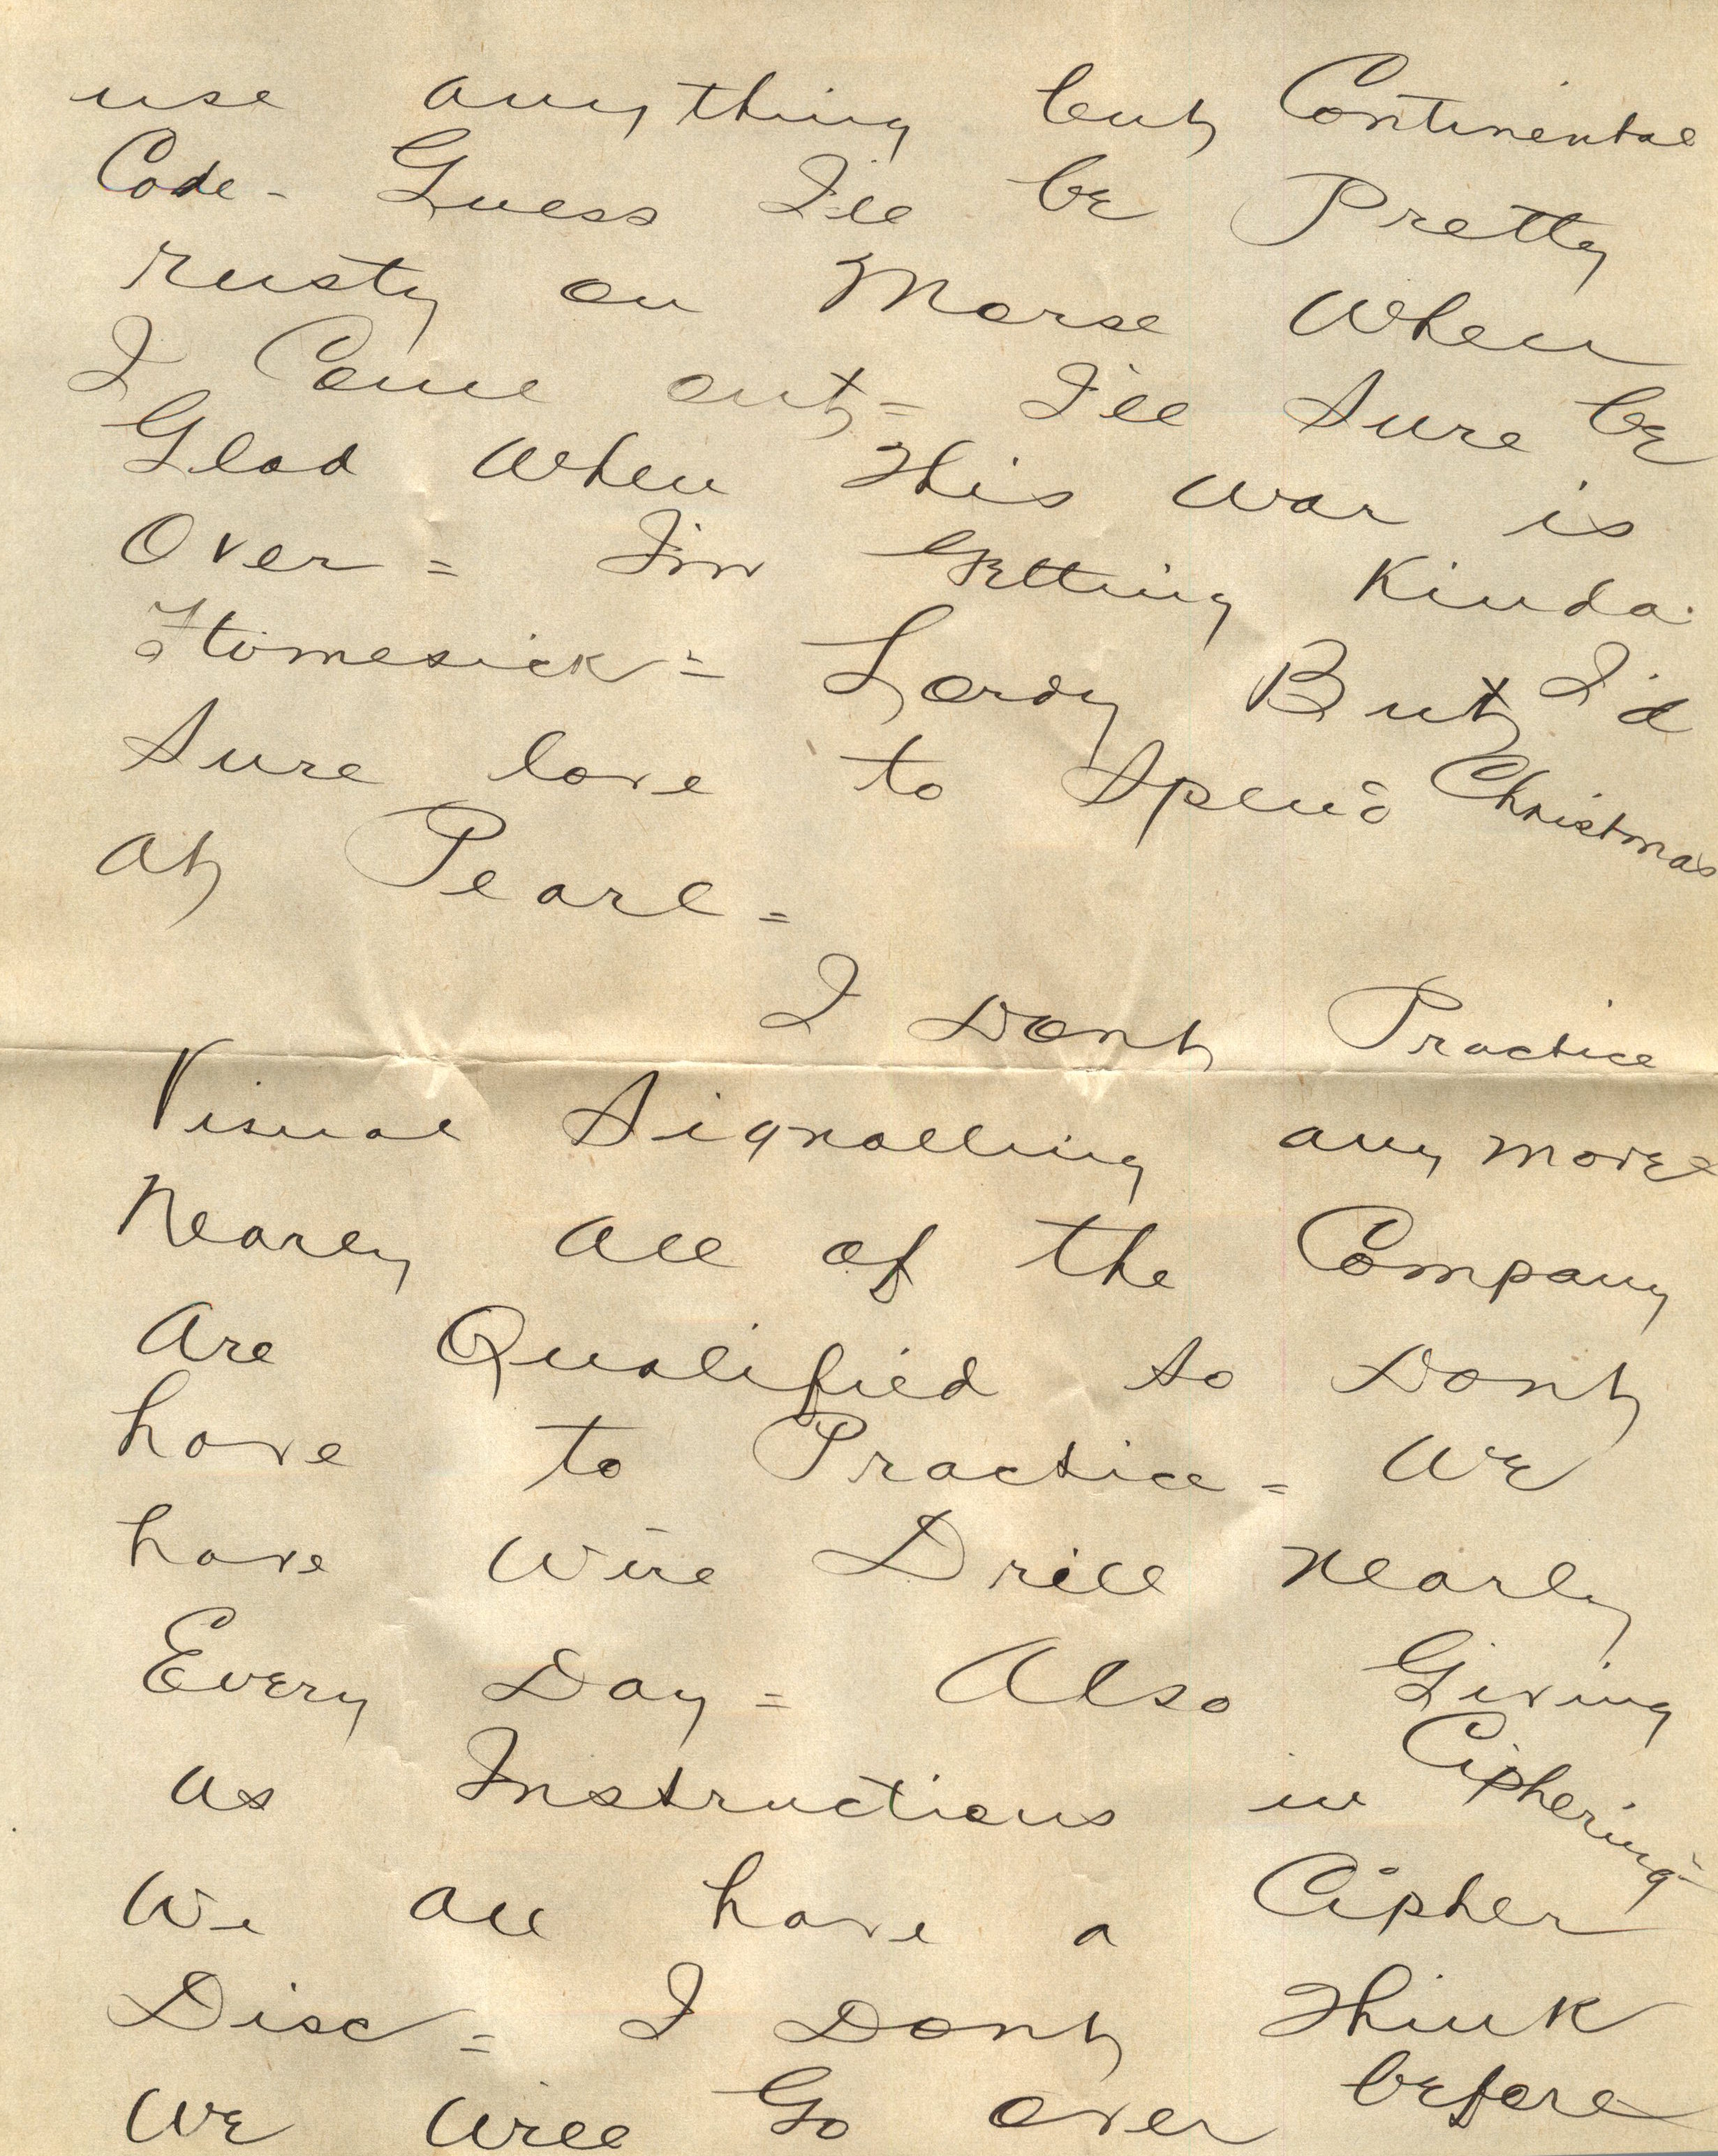 use anything but Continental
Code - Guess I'll be Pretty
rusty on Morse When
I Come out = I'll Sure be
Glad When This War is
Over = I'm Getting Kinda
Homesick = Lordy But I'd
Sure love to Spend Christmas
At Pearl =
I Dont Practice
Visual Signalling any more
Nearly all of the Company
Are Qualified so Dont
have to Practice = We
have Wire Drill nearly
Every Day = Also Giving
us Instructions in Ciphering
We all have a Cipher
Disc = I Dont Think
We Will Go over before